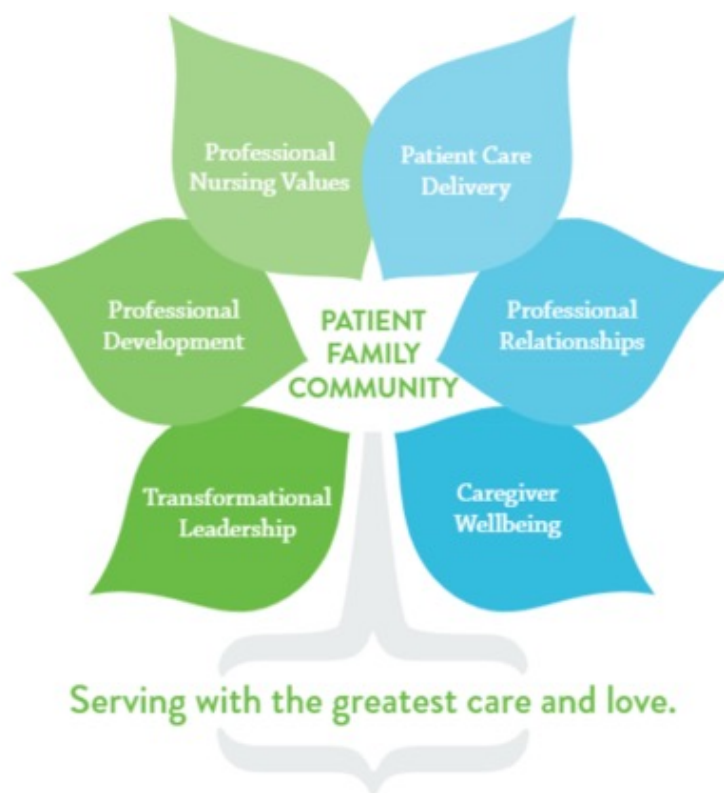 Professional
Nursing Values
Patient Care
Delivery
Professional
Development
PATIENT
FAMILY
COMMUNITY
Professional
Relationships
Transformational
Leadership
Caregiver
Wellbeing
Serving with the greatest care and love.